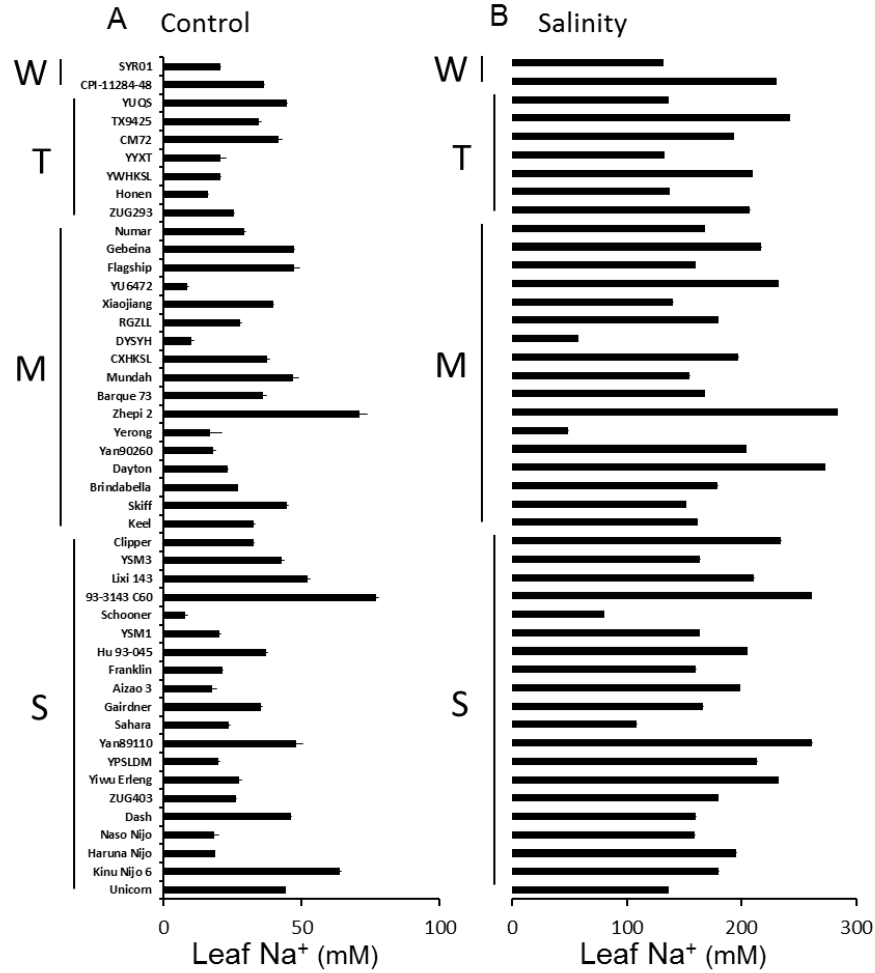 A Control
B Salinity
W
SYR01
CPI-11284-48
T
YUQS
TX9425
CM72
YYXT
YWHKSL
Honen
ZUG293
M
Numar
Gebeina
Flagship
YU6472
Xiaojiang
RGZLL
DYSYH
CXHKSL
Mundah
Barque 73
Zhepi 2
Yerong
Yan90260
Dayton
Brindabella
Skiff
Keel
S
Clipper
YSM3
Lixi 143
93-3143 C60
Schooner
YSM1
Hu 93-045
Franklin
Aizao 3
Gairdner
Sahara
Yan89110
YPSLDM
Yiwu Erleng
ZUG403
Dash
Naso Nijo
Haruna Nijo
Kinu Nijo 6
Unicorn
0 50 100
Leaf Na⁺ (mM)
W
T
M
S
0 100 200 300
Leaf Na⁺ (mM)